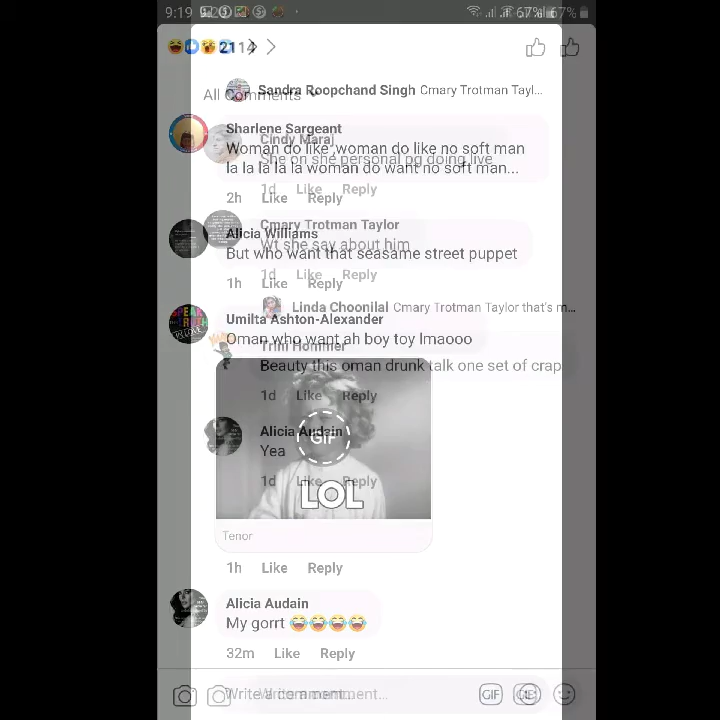 9:19
67%
67%
All Comments
Sandra Roopchand Singh Cmary Trotman Tayl...
Sharlene Sargeant
Woman do like ,woman do like no soft man
la la la la la woman do want no soft man...
2h Like Reply
Cindy Maraj
She on she personal pg doing live
1d Like Reply
Cmary Trotman Taylor
Wt she say about him
1d Like Reply
Alicia Williams
But who want that seasame street puppet
1h Like Reply
Linda Choonilal Cmary Trotman Taylor that's m...
Umilta Ashton-Alexander
Oman who want ah boy toy lmaooo
Trini Hommer
Beauty this oman drunk talk one set of crap
1d Like Reply
Alicia Audain
Yea
1d Like Reply
GIF
LOL
Tenor
1h Like Reply
Alicia Audain
My gorrt 😂😂😂😂
32m Like Reply
Write a comment...
Write a comment...
GIF
GIF